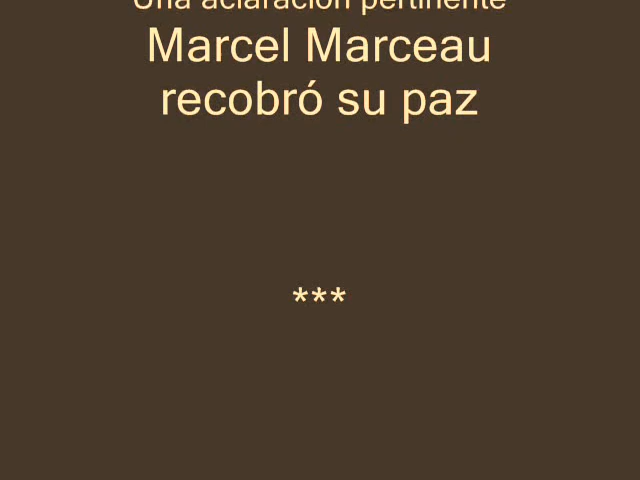 Una aclaración pertinente
Marcel Marceau
recobró su paz
***